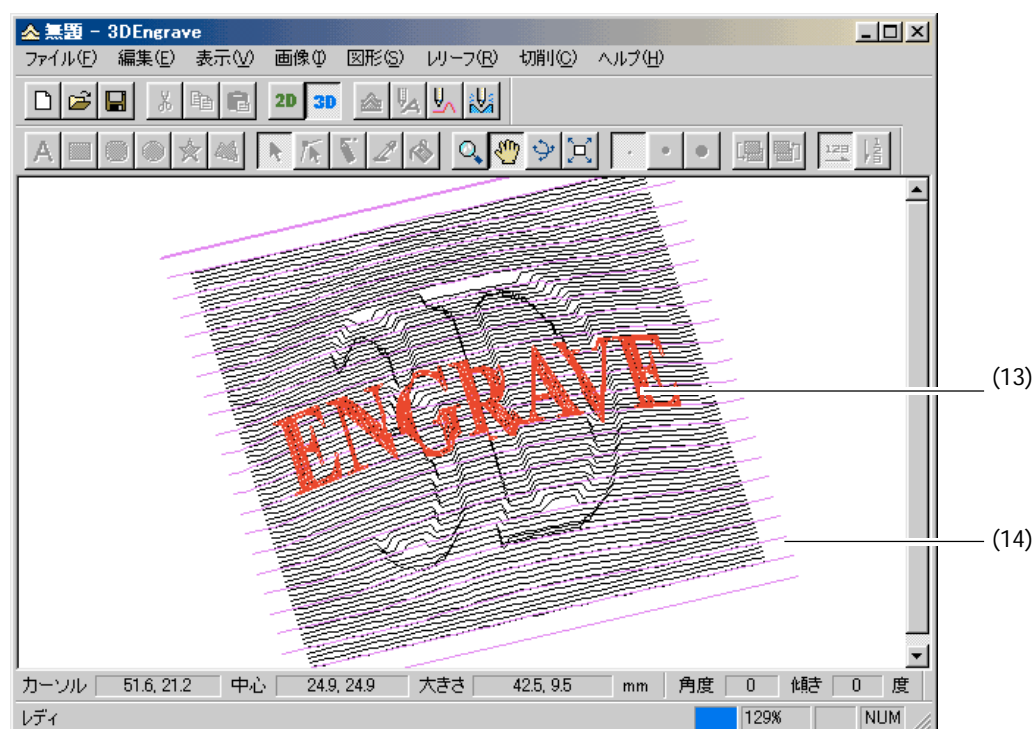 無題 - 3DEngrave
ファイル(F) 編集(E) 表示(V) 画像(I) 図形(S) レリーフ(R) 切削(C) ヘルプ(H)
2D 3D
A 123 123
ENGRAVE
(13)
(14)
カーソル 51.6, 21.2 中心 24.9, 24.9 大きさ 42.5, 9.5 mm 角度 0 傾き 0 度
レディ 129% NUM